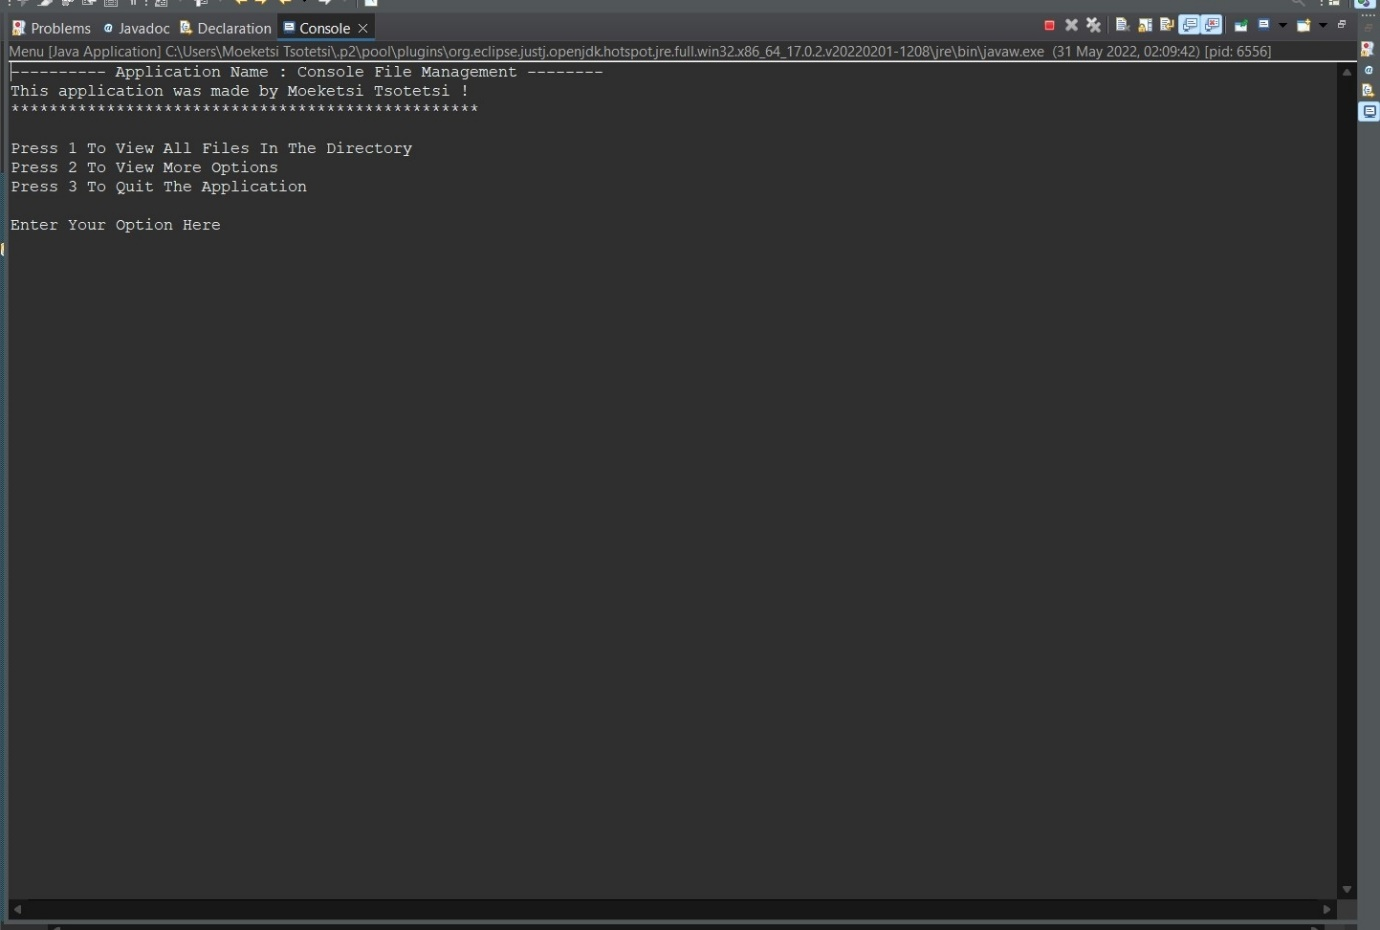 Problems Javadoc Declaration Console
Menu [Java Application] C:\Users\Moeketsi Tsotetsi\.p2\pool\plugins\org.eclipse.justj.openjdk.hotspot.jre.full.win32.x86_64_17.0.2.v20220201-1208\jre\bin\javaw.exe (31 May 2022, 02:09:42) [pid: 6556]
---------- Application Name : Console File Management --------
This application was made by Moeketsi Tsotetsi !
*************************************************
Press 1 To View All Files In The Directory
Press 2 To View More Options
Press 3 To Quit The Application
Enter Your Option Here